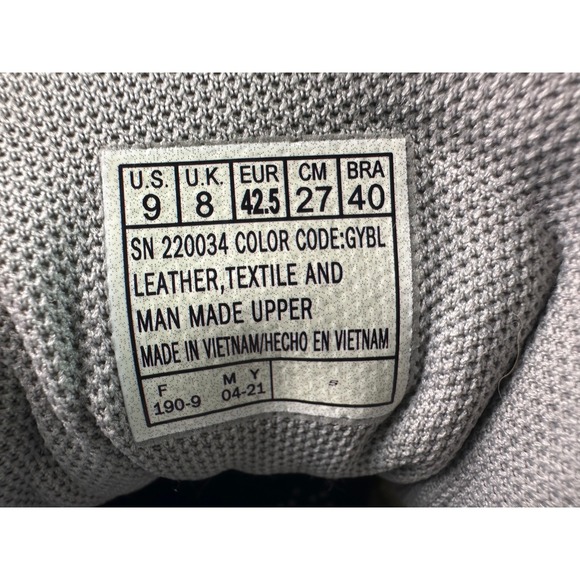 U.S. U.K. EUR CM BRA
9 8 42.5 27 40
SN 220034 COLOR CODE:GYBL
LEATHER,TEXTILE AND
MAN MADE UPPER
MADE IN VIETNAM/HECHO EN VIETNAM
F M Y
190-9 04-21 S